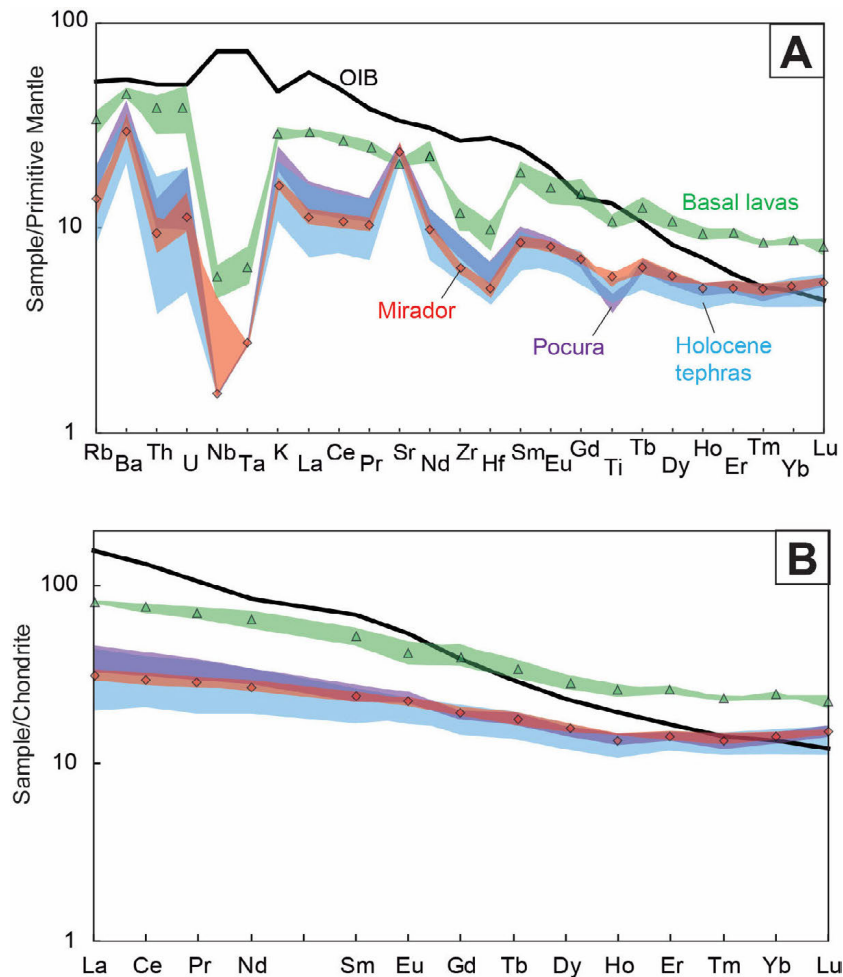 100
A
OIB
Sample/Primitive Mantle
Basal lavas
10
Mirador
Pocura
Holocene
tephras
1
Rb Ba Th U Nb Ta K La Ce Pr Sr Nd Zr Hf Sm Eu Gd Ti Tb Dy Ho Er Tm Yb Lu
B
100
Sample/Chondrite
10
1
La Ce Pr Nd Sm Eu Gd Tb Dy Ho Er Tm Yb Lu